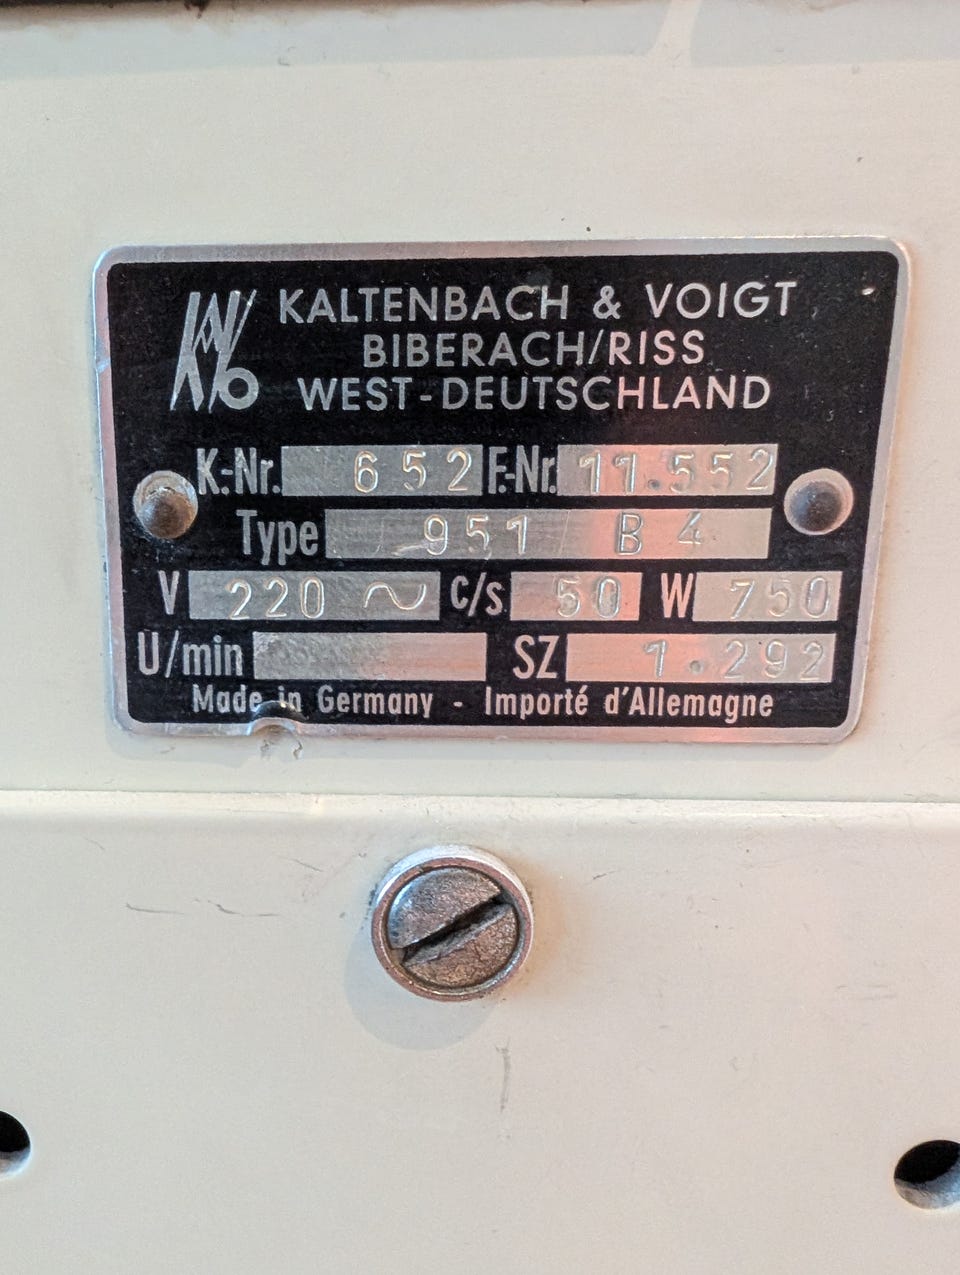 KALTENBACH & VOIGT
BIBERACH/RISS
WEST-DEUTSCHLAND
K.-Nr. 652 F.-Nr. 11.552
Type 951 B 4
V 220 ~ C/s 50 W 750
U/min SZ 1.292
Made in Germany - Importé d'Allemagne